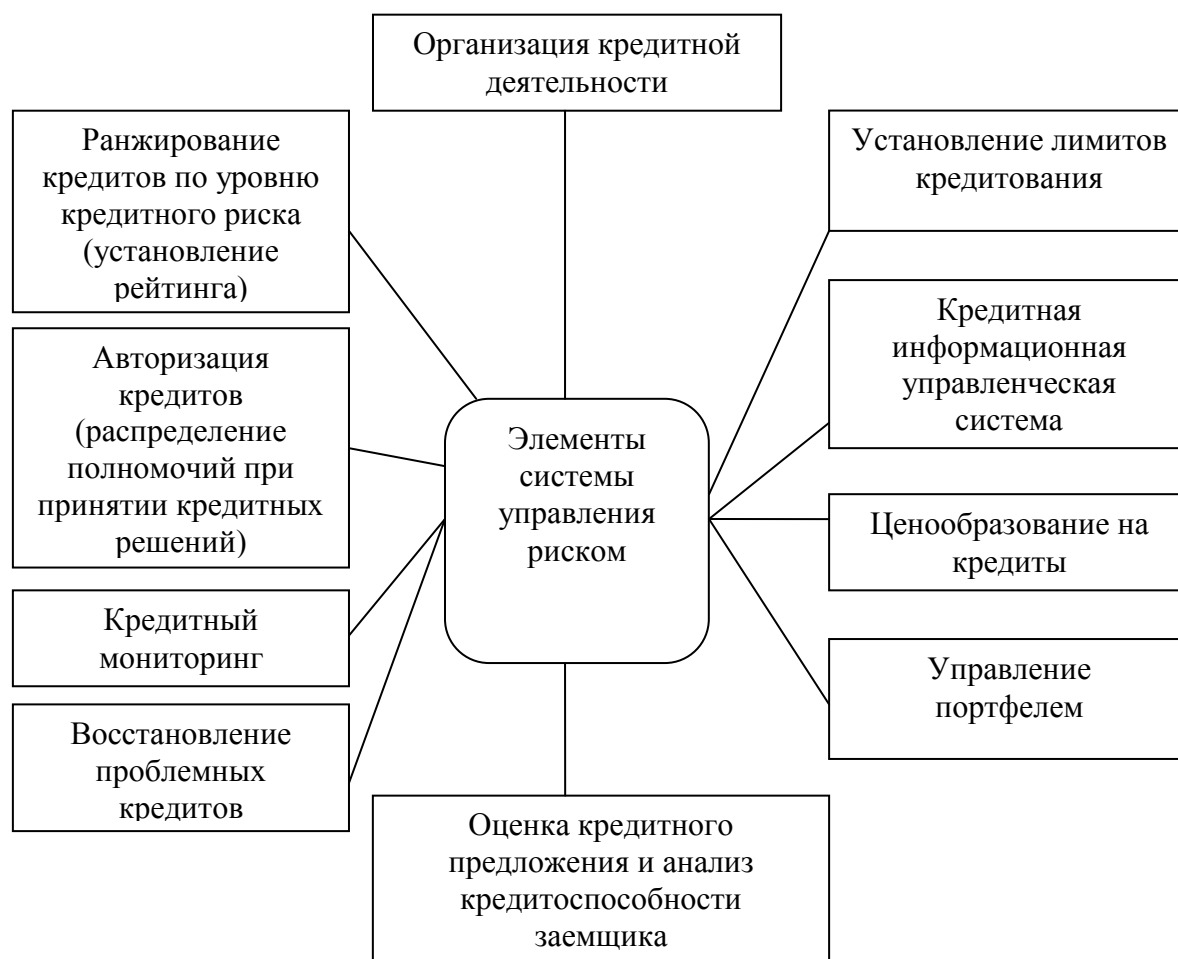 Организация кредитной
деятельности
Ранжирование
кредитов по уровню
кредитного риска
(установление
рейтинга)
Авторизация
кредитов
(распределение
полномочий при
принятии кредитных
решений)
Кредитный
мониторинг
Восстановление
проблемных
кредитов
Элементы
системы
управления
риском
Установление лимитов
кредитования
Кредитная
информационная
управленческая
система
Ценообразование на
кредиты
Управление
портфелем
Оценка кредитного
предложения и анализ
кредитоспособности
заемщика